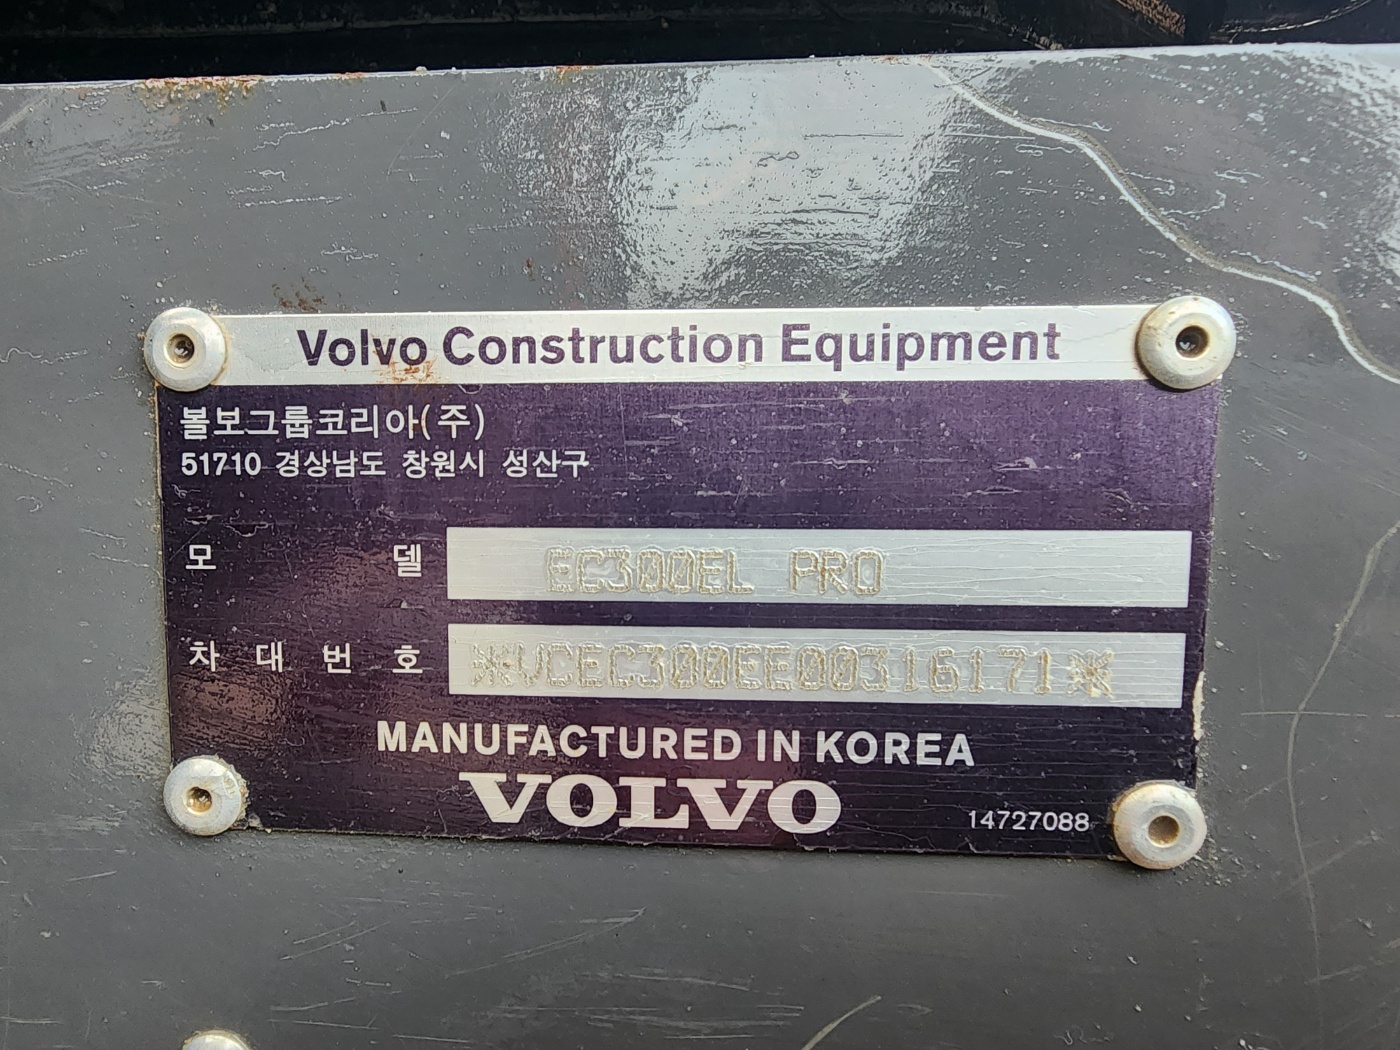 Volvo Construction Equipment
볼보그룹코리아(주)
51710 경상남도 창원시 성산구
모 델 EC300EL PRO
차 대 번 호 *VCEC300EE00316171*
MANUFACTURED IN KOREA
VOLVO
14727088